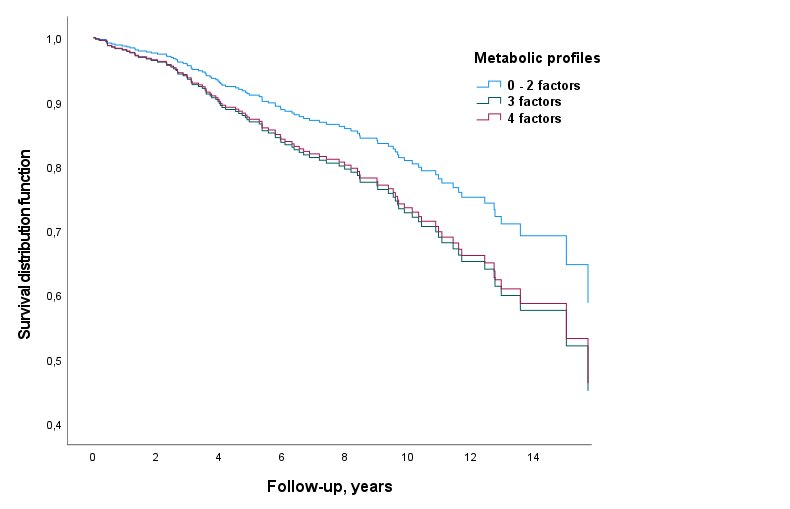 Metabolic profiles
0 - 2 factors
3 factors
4 factors
Survival distribution function
1,0
0,9
0,8
0,7
0,6
0,5
0,4
0 2 4 6 8 10 12 14
Follow-up, years